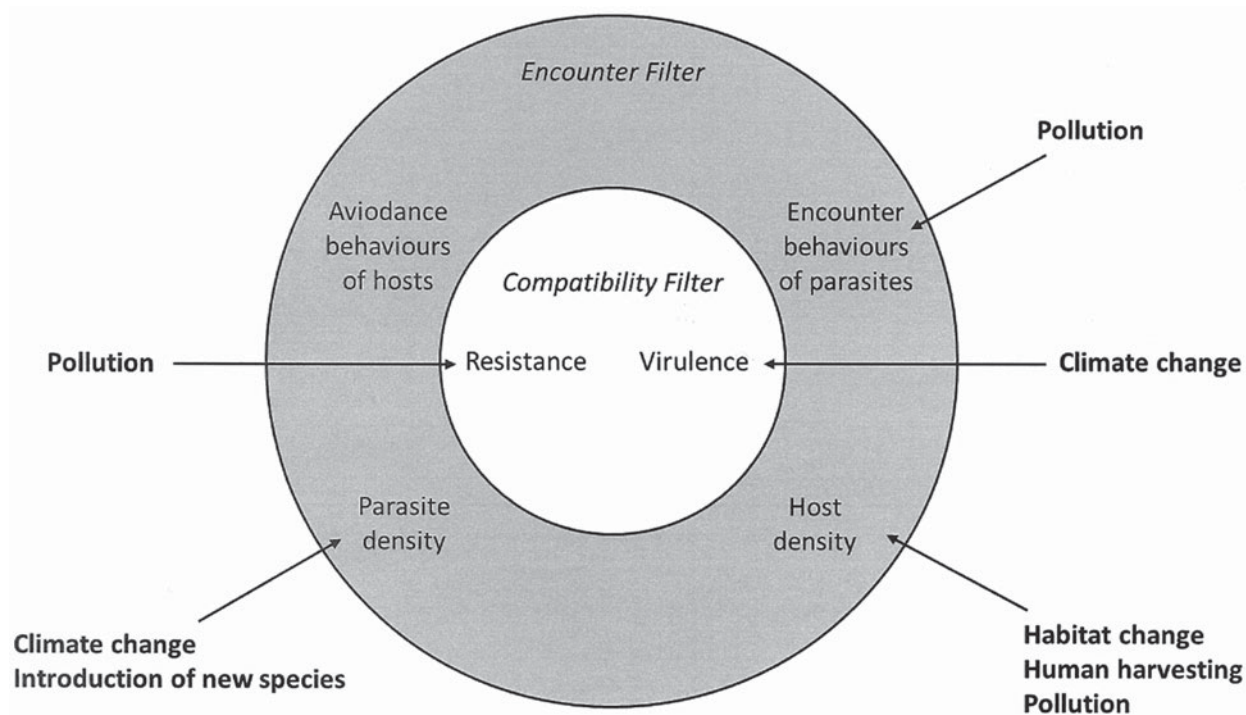 Encounter Filter
Pollution
Aviodance
behaviours
of hosts
Encounter
behaviours
of parasites
Compatibility Filter
Pollution
Resistance
Virulence
Climate change
Parasite
density
Host
density
Climate change
Introduction of new species
Habitat change
Human harvesting
Pollution